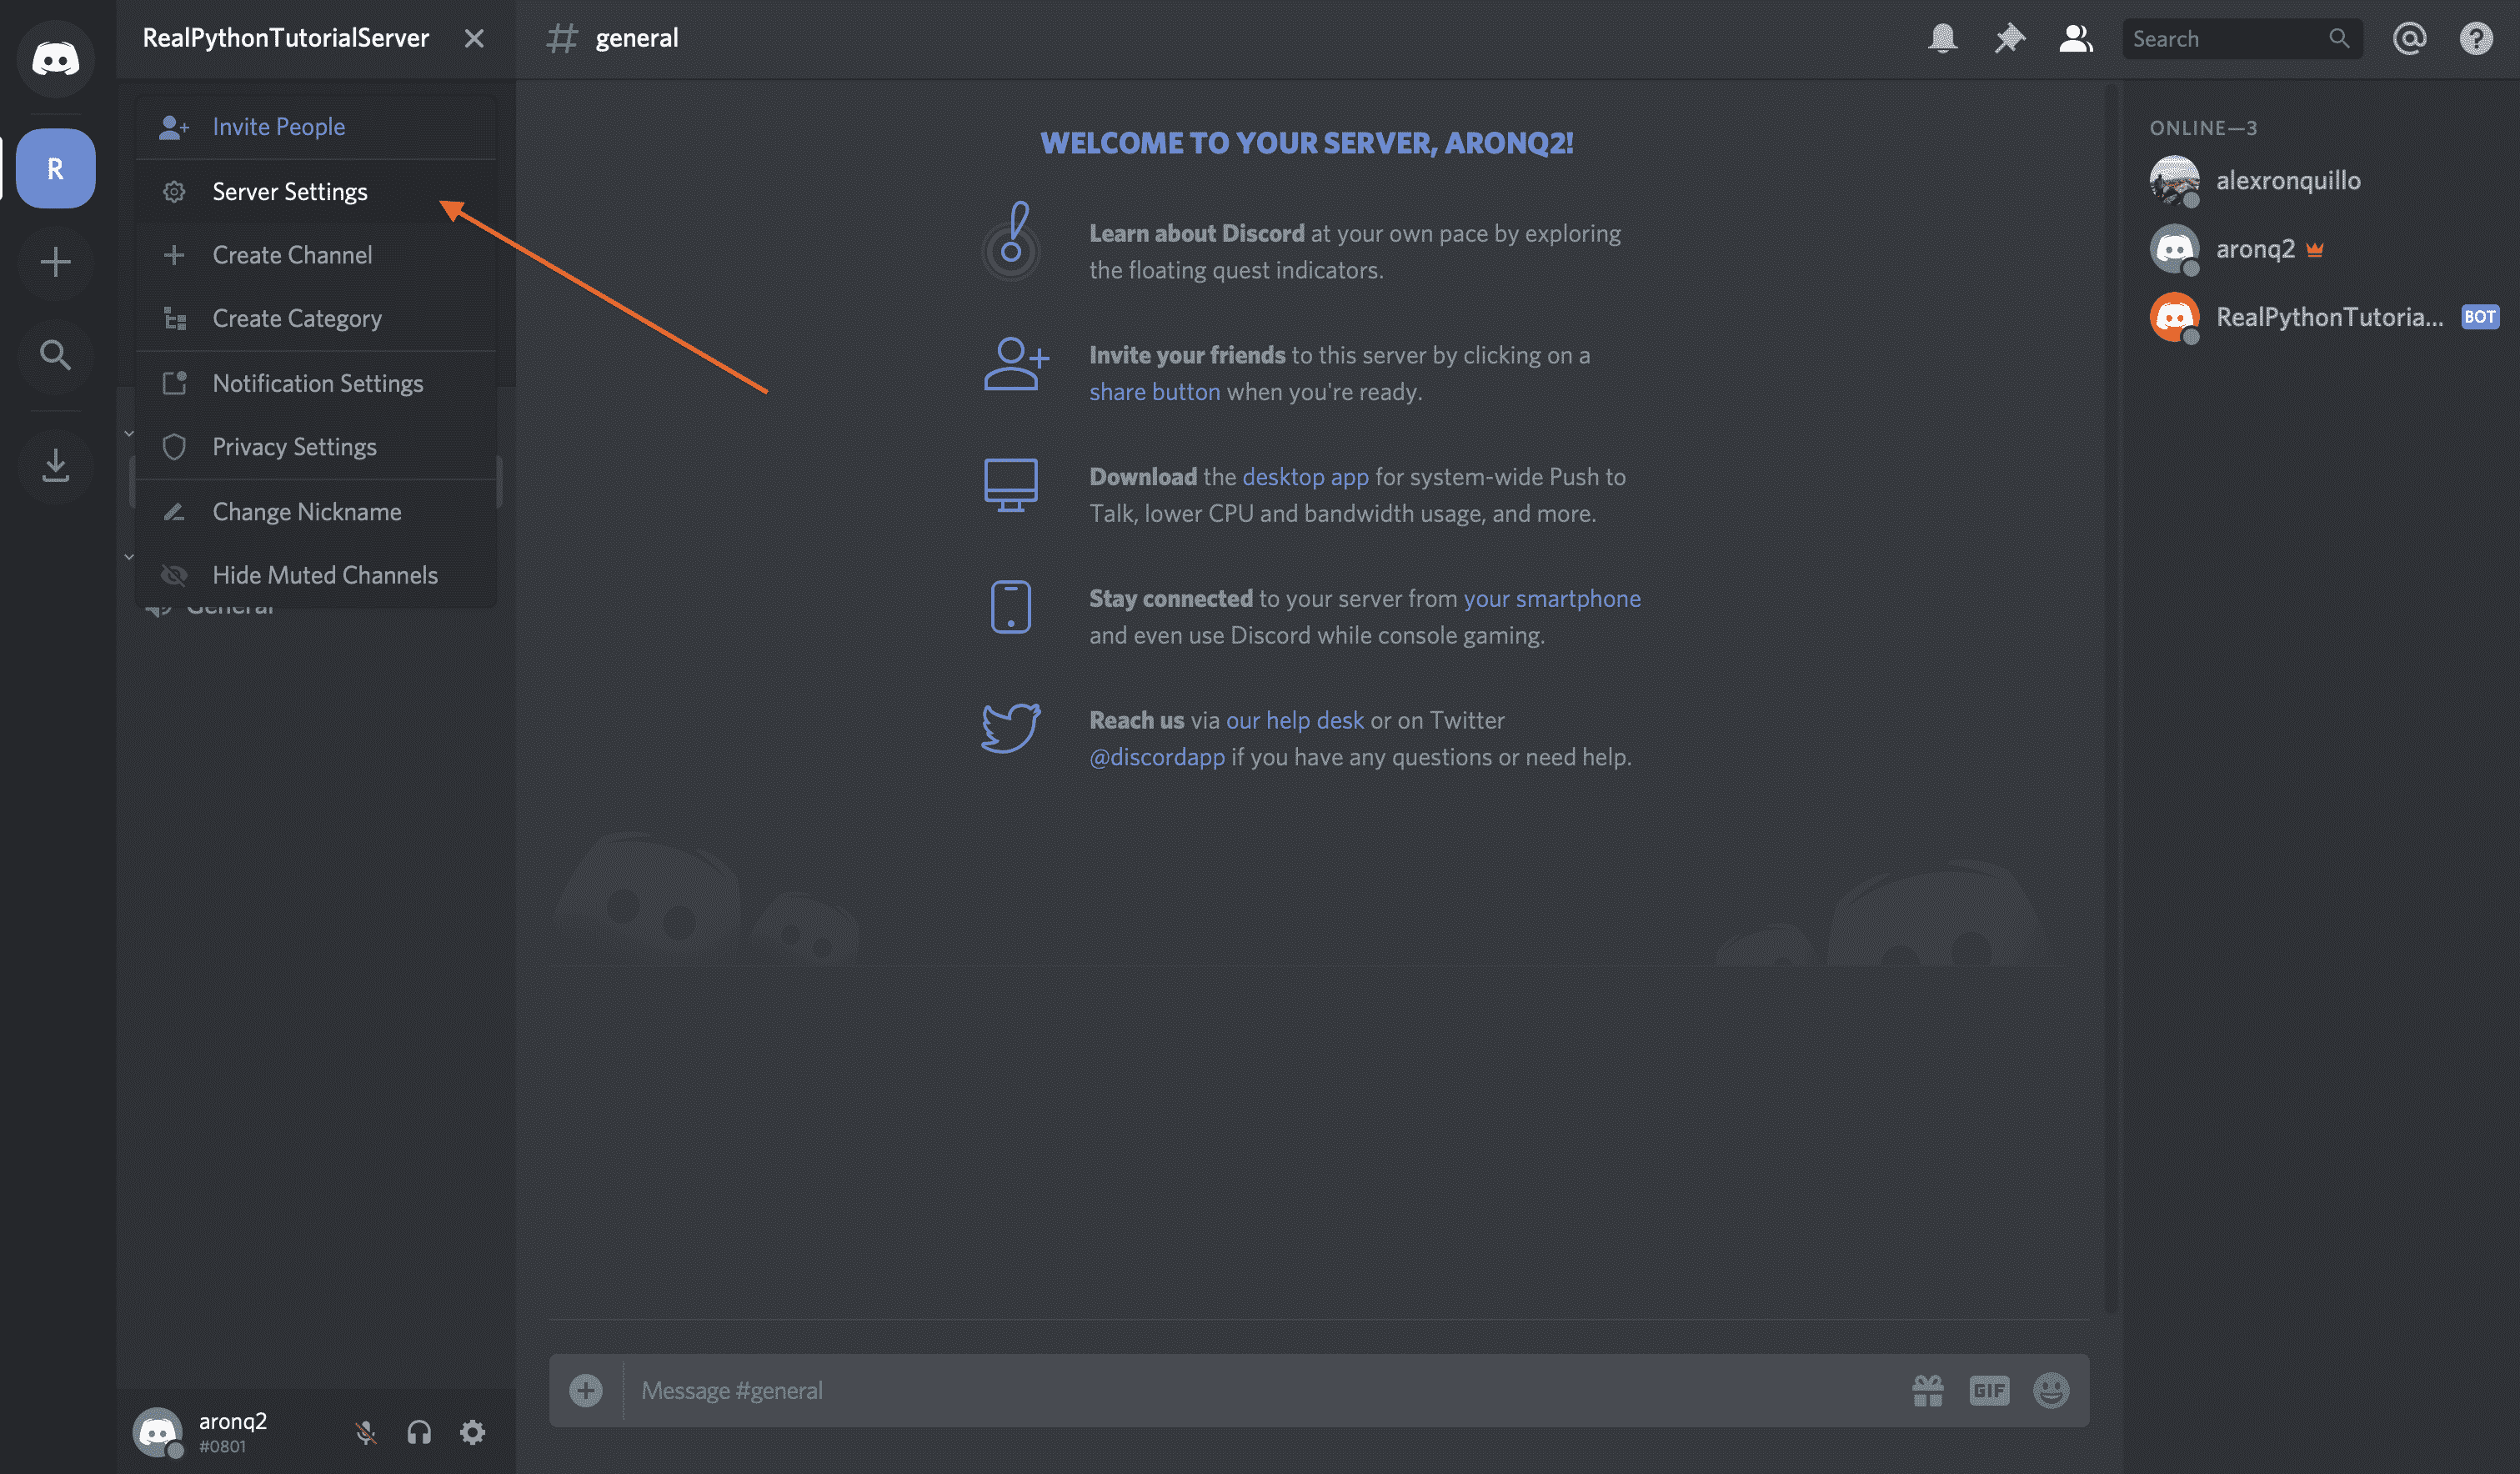 RealPythonTutorialServer
general
Search
R
Invite People
Server Settings
Create Channel
Create Category
Notification Settings
Privacy Settings
Change Nickname
Hide Muted Channels
General
WELCOME TO YOUR SERVER, ARONQ2!
Learn about Discord at your own pace by exploring
the floating quest indicators.
Invite your friends to this server by clicking on a
share button when you're ready.
Download the desktop app for system-wide Push to
Talk, lower CPU and bandwidth usage, and more.
Stay connected to your server from your smartphone
and even use Discord while console gaming.
Reach us via our help desk or on Twitter
@discordapp if you have any questions or need help.
ONLINE—3
alexronquillo
aronq2
RealPythonTutoria... BOT
Message #general
GIF
aronq2
#0801